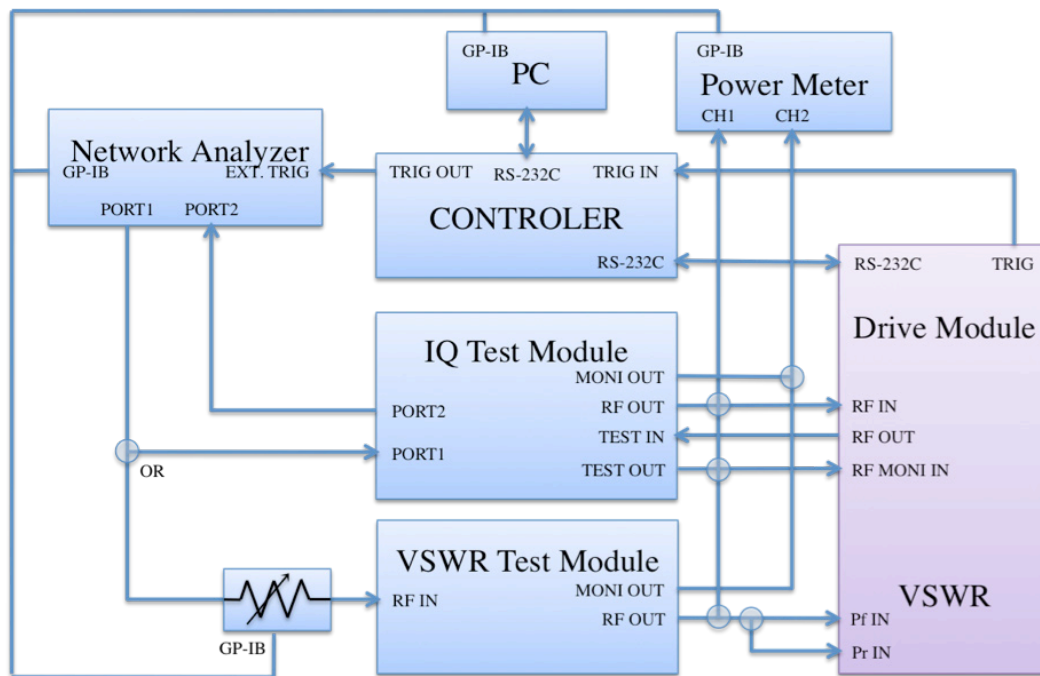 GP-IB
PC
GP-IB
Power Meter
CH1 CH2
Network Analyzer
GP-IB EXT. TRIG
PORT1 PORT2
TRIG OUT RS-232C TRIG IN
CONTROLER
RS-232C
RS-232C TRIG
Drive Module
IQ Test Module
MONI OUT
PORT2 RF OUT
RF IN
TEST IN
RF OUT
PORT1
TEST OUT
RF MONI IN
OR
VSWR Test Module
MONI OUT
RF IN
RF OUT
GP-IB
VSWR
Pf IN
Pr IN